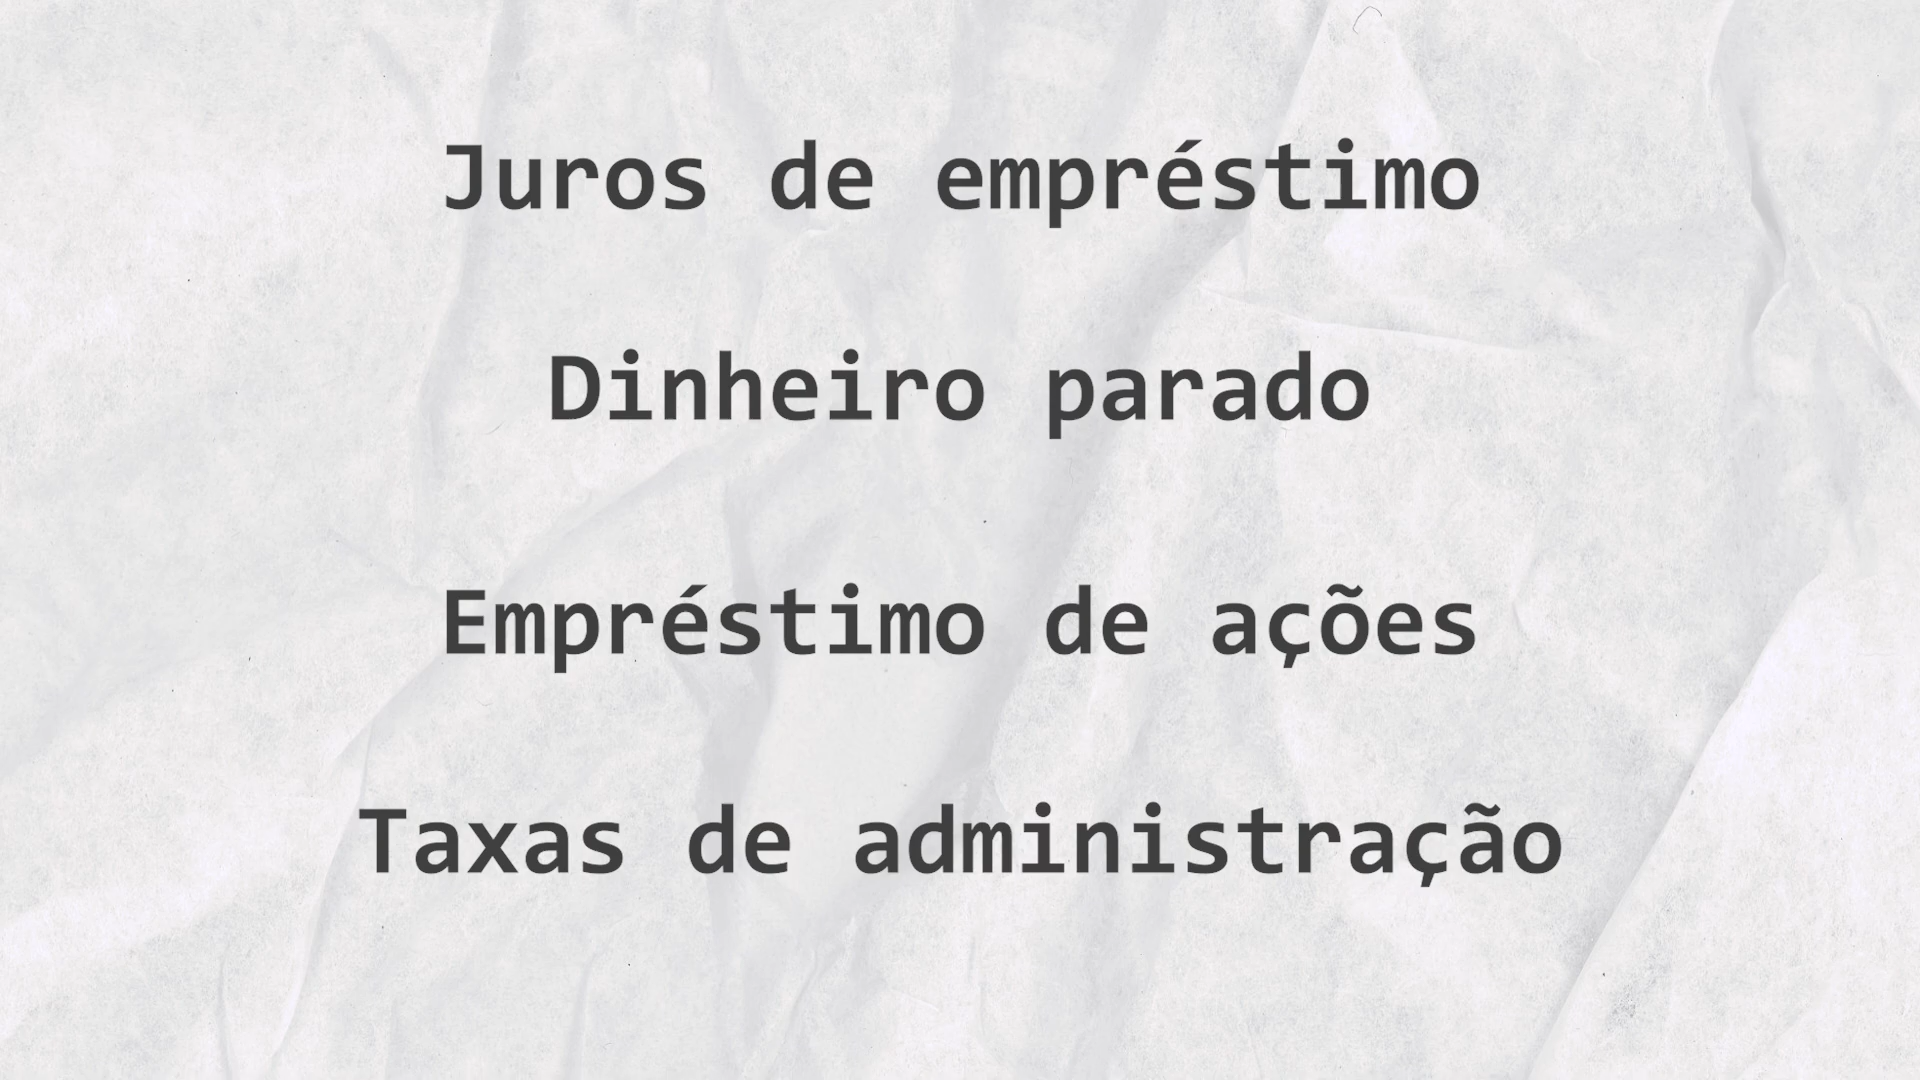 Juros de empréstimo
Dinheiro parado
Empréstimo de ações
Taxas de administração